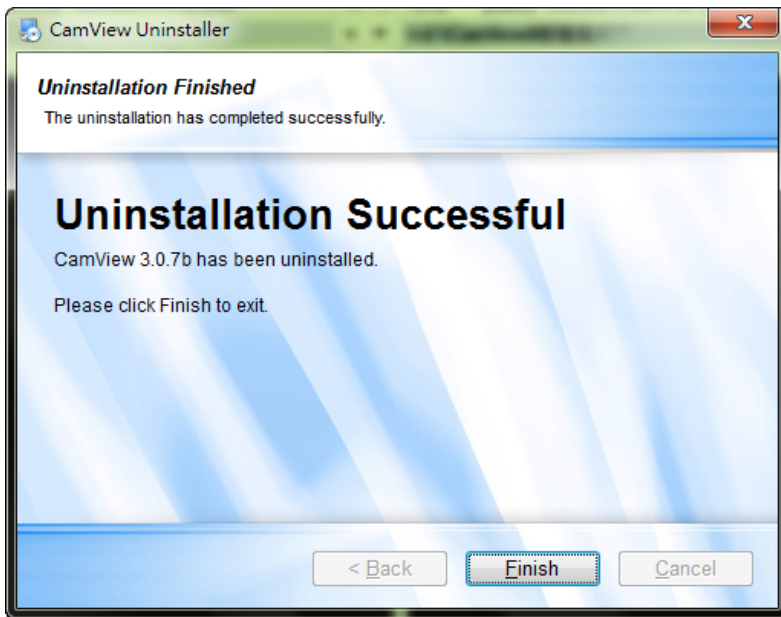 CamView Uninstaller
Uninstallation Finished
The uninstallation has completed successfully.
Uninstallation Successful
CamView 3.0.7b has been uninstalled.
Please click Finish to exit.
< Back
Finish
Cancel